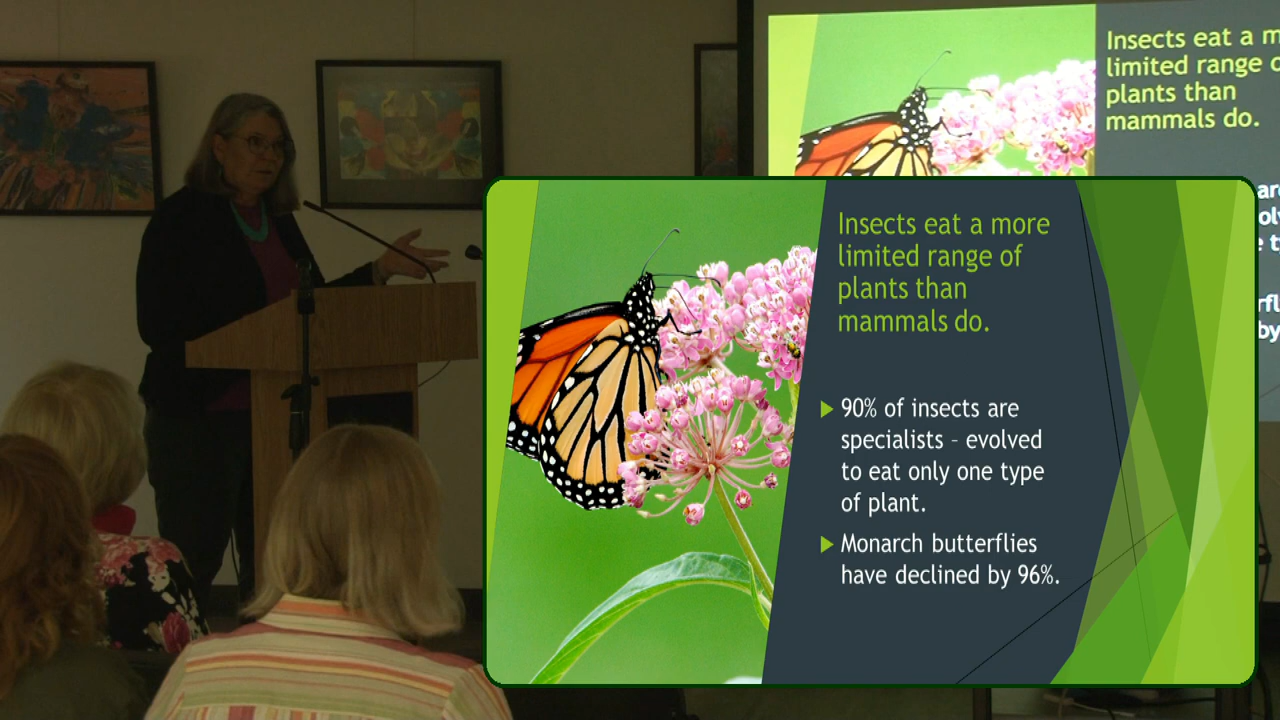 Insects eat a m
limited range o
plants than
mammals do.
Insects eat a more
limited range of
plants than
mammals do.
90% of insects are
specialists – evolved
to eat only one type
of plant.
Monarch butterflies
have declined by 96%.